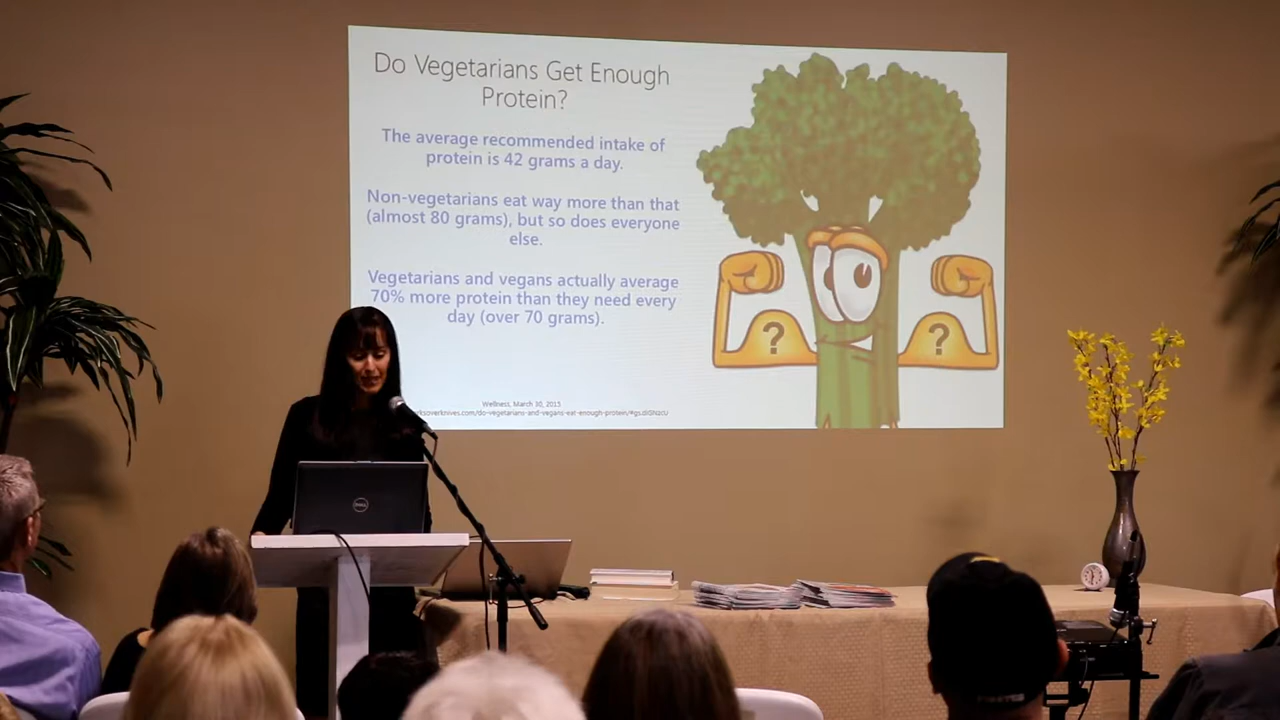 Do Vegetarians Get Enough
Protein?
The average recommended intake of
protein is 42 grams a day.
Non-vegetarians eat way more than that
(almost 80 grams), but so does everyone
else.
Vegetarians and vegans actually average
70% more protein than they need every
day (over 70 grams).
Wellness, March 30, 2015
?
?
DELL